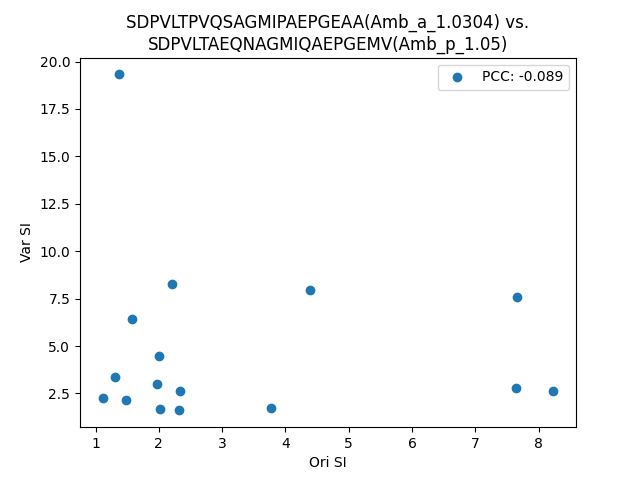 SDPVLTPVQSAGMIPAEPGEAA(Amb_a_1.0304) vs.
SDPVLTAEQNAGMIQAEPGEMV(Amb_p_1.05)
PCC: -0.089
20.0
17.5
15.0
12.5
10.0
7.5
5.0
2.5
Var SI
1 2 3 4 5 6 7 8
Ori SI